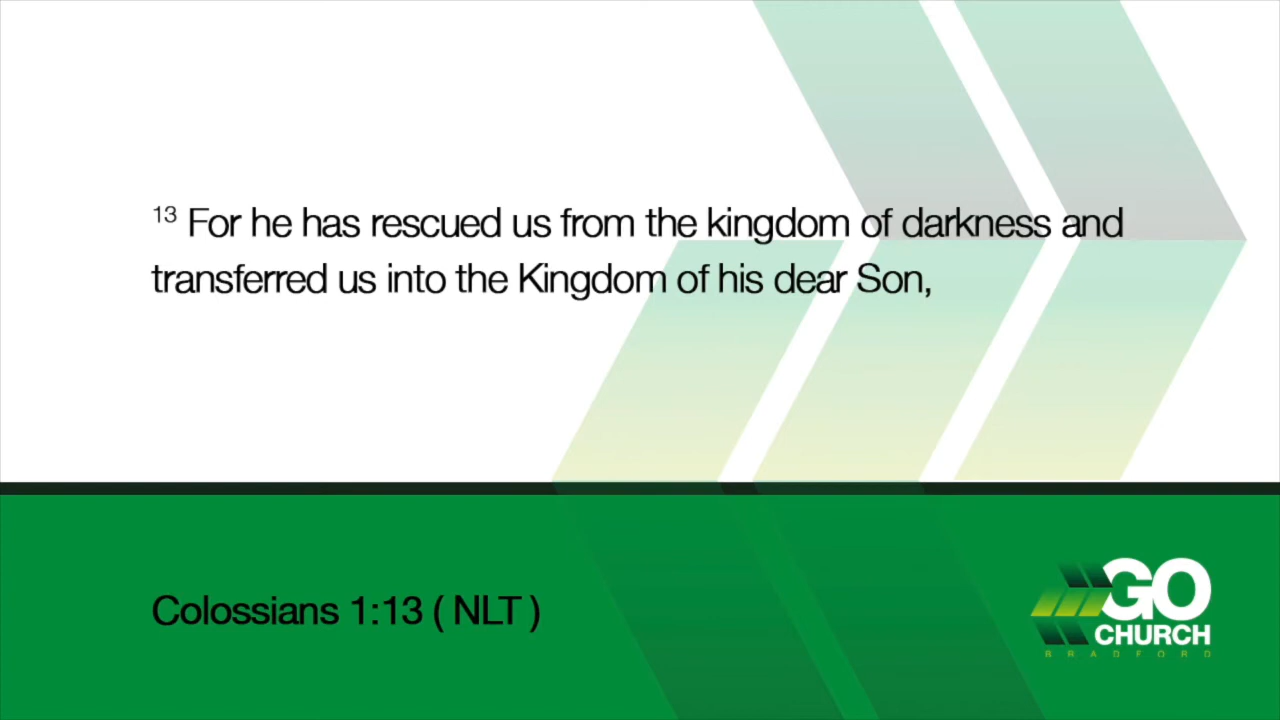 13 For he has rescued us from the kingdom of darkness and
transferred us into the Kingdom of his dear Son,
Colossians 1:13 ( NLT )
GO
CHURCH
BRADFORD